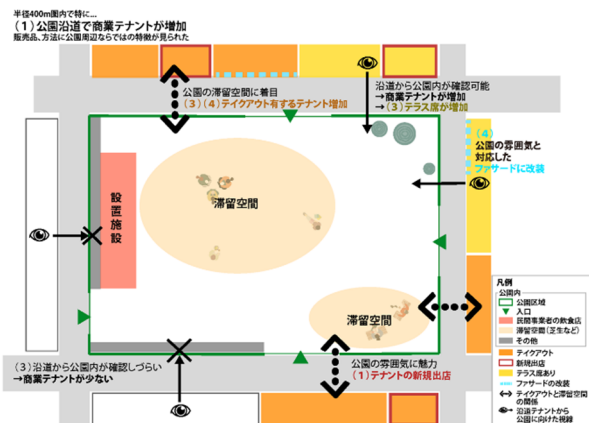 半径400m圏内で特に...
（１）公園沿道で商業テナントが増加
販売品、方法に公園周辺ならではの特徴が見られた
公園の滞留空間に着目
（３）（４）テイクアウト有するテナント増加
沿道から公園内が確認可能
→商業テナントが増加
→（３）テラス席が増加
（４）
公園の雰囲気と
対応した
ファサードに改装
設置施設
滞留空間
滞留空間
（３）沿道から公園内が確認しづらい
→商業テナントが少ない
公園の雰囲気に魅力
（１）テナントの新規出店
凡例
公園内
公園区域
入口
民間事業者の飲食店
滞留空間（芝生など）
その他
テイクアウト
新規出店
テラス席あり
ファサードの改装
テイクアウトと滞留空間
の関係
沿道テナントから
公園に向けた視線